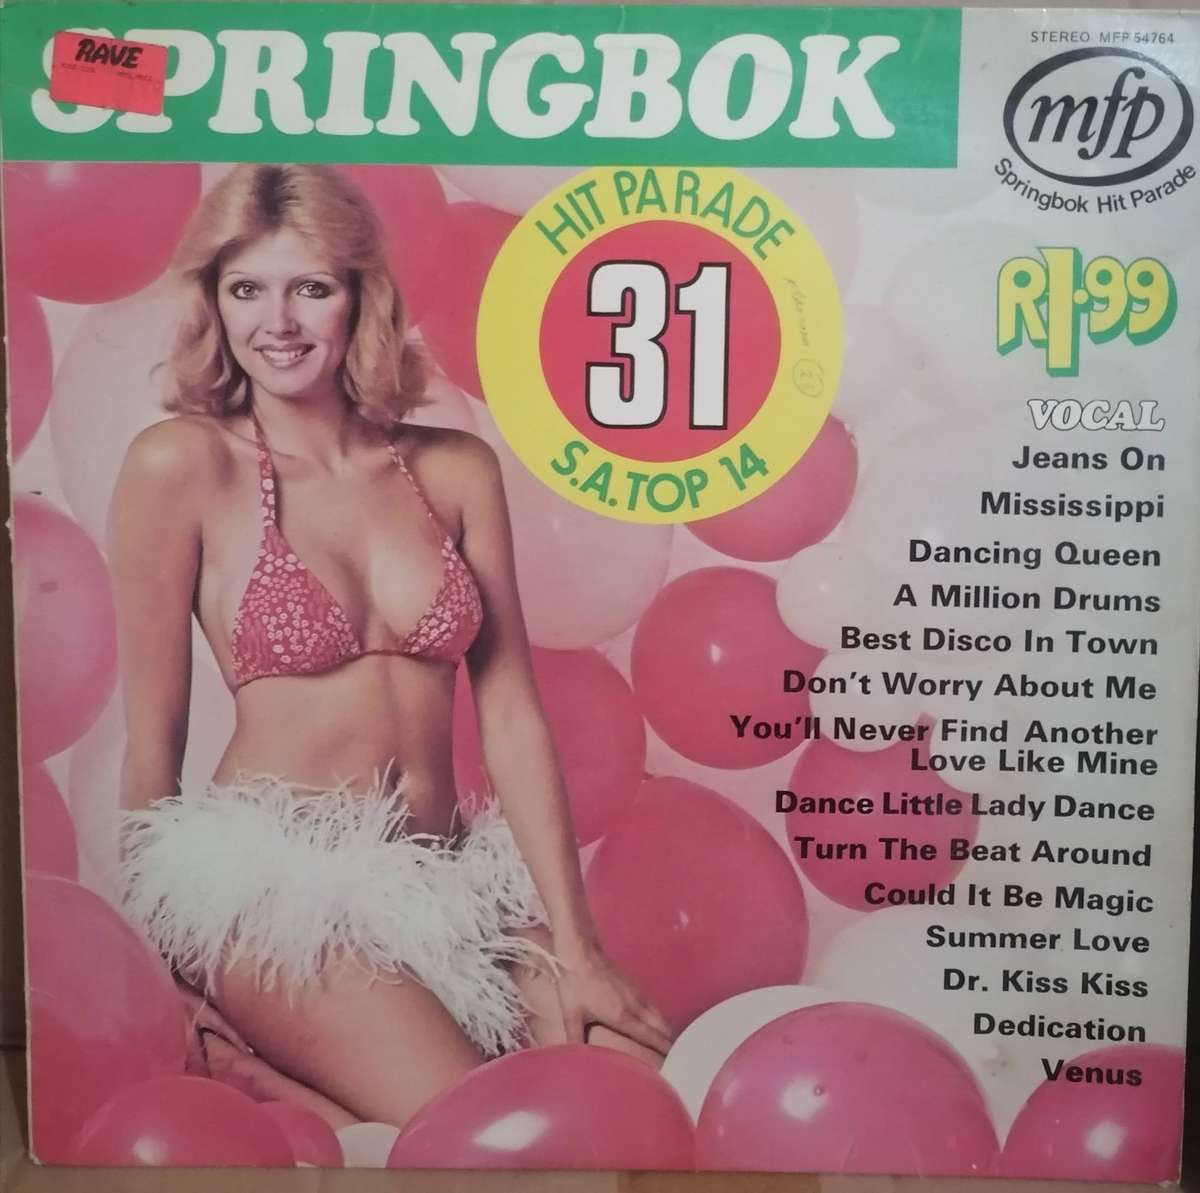 STEREO MFP 54764
RAVE
SPRINGBOK
mfp
Springbok Hit Parade
HIT PARADE
31
S.A. TOP 14
R1·99
VOCAL
Jeans On
Mississippi
Dancing Queen
A Million Drums
Best Disco In Town
Don't Worry About Me
You'll Never Find Another
Love Like Mine
Dance Little Lady Dance
Turn The Beat Around
Could It Be Magic
Summer Love
Dr. Kiss Kiss
Dedication
Venus